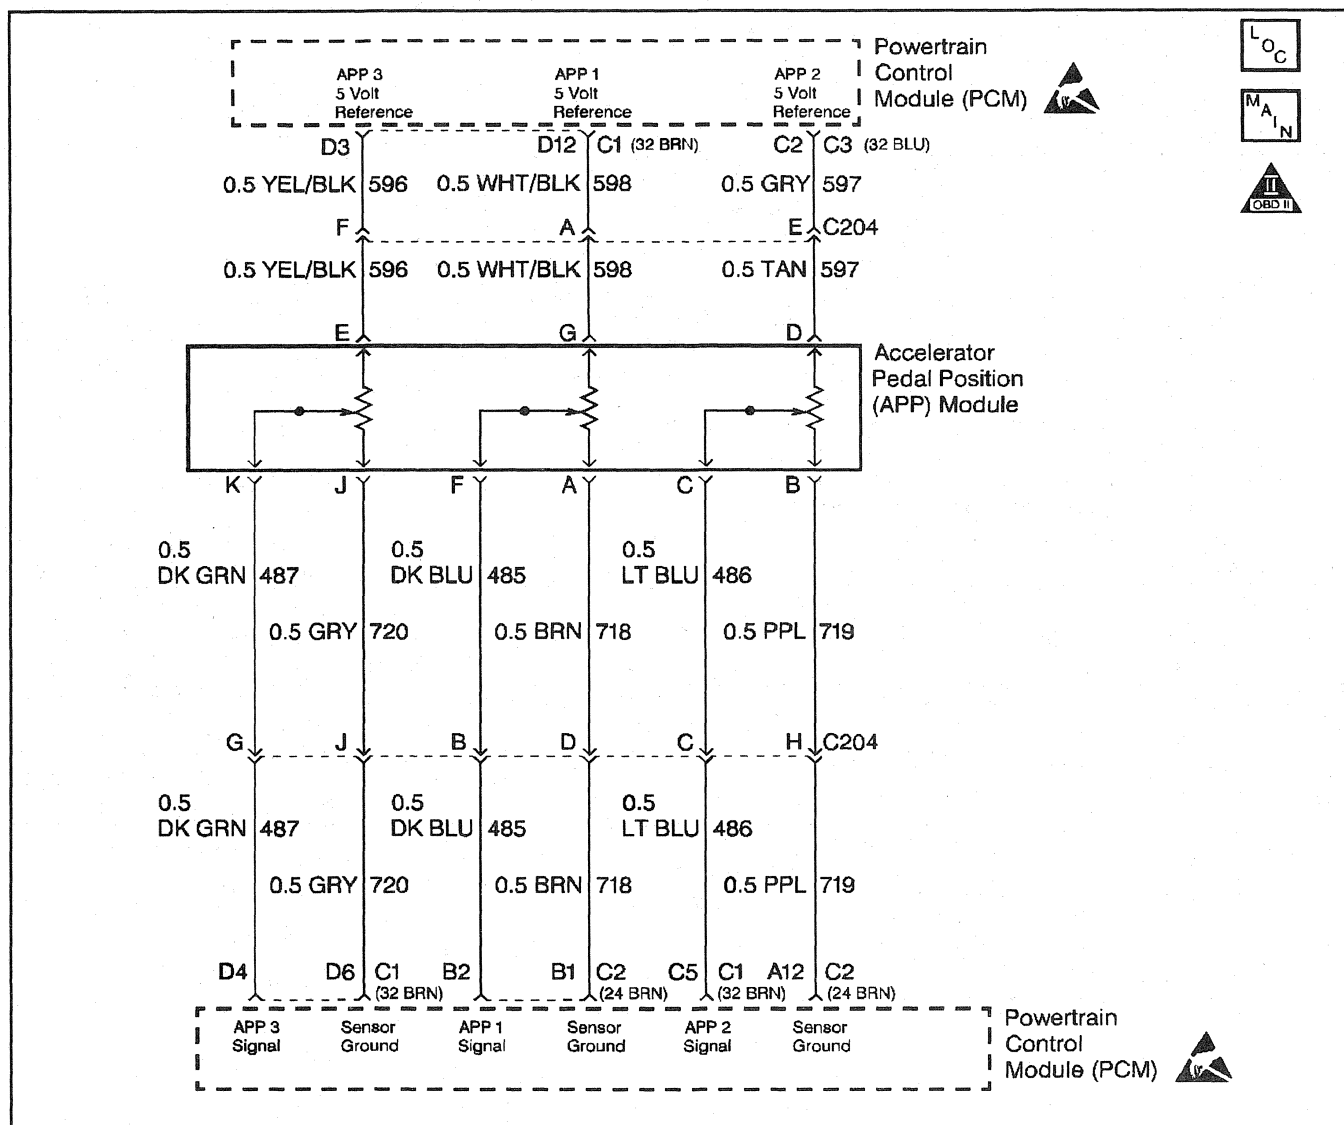 Powertrain
Control
Module (PCM)
LOC
MAIN
II
OBD II
APP 3
5 Volt
Reference
APP 1
5 Volt
Reference
APP 2
5 Volt
Reference
D3 D12 C1 (32 BRN) C2 C3 (32 BLU)
0.5 YEL/BLK 596 0.5 WHT/BLK 598 0.5 GRY 597
F A E C204
0.5 YEL/BLK 596 0.5 WHT/BLK 598 0.5 TAN 597
E G D
Accelerator
Pedal Position
(APP) Module
K J F A C B
0.5 0.5 0.5
DK GRN 487 DK BLU 485 LT BLU 486
0.5 GRY 720 0.5 BRN 718 0.5 PPL 719
G J B D C H C204
0.5 0.5 0.5
DK GRN 487 DK BLU 485 LT BLU 486
0.5 GRY 720 0.5 BRN 718 0.5 PPL 719
D4 D6 C1 B2 B1 C2 C5 C1 A12 C2
(32 BRN) (24 BRN) (32 BRN) (24 BRN)
APP 3
Signal
Sensor
Ground
APP 1
Signal
Sensor
Ground
APP 2
Signal
Sensor
Ground
Powertrain
Control
Module (PCM)